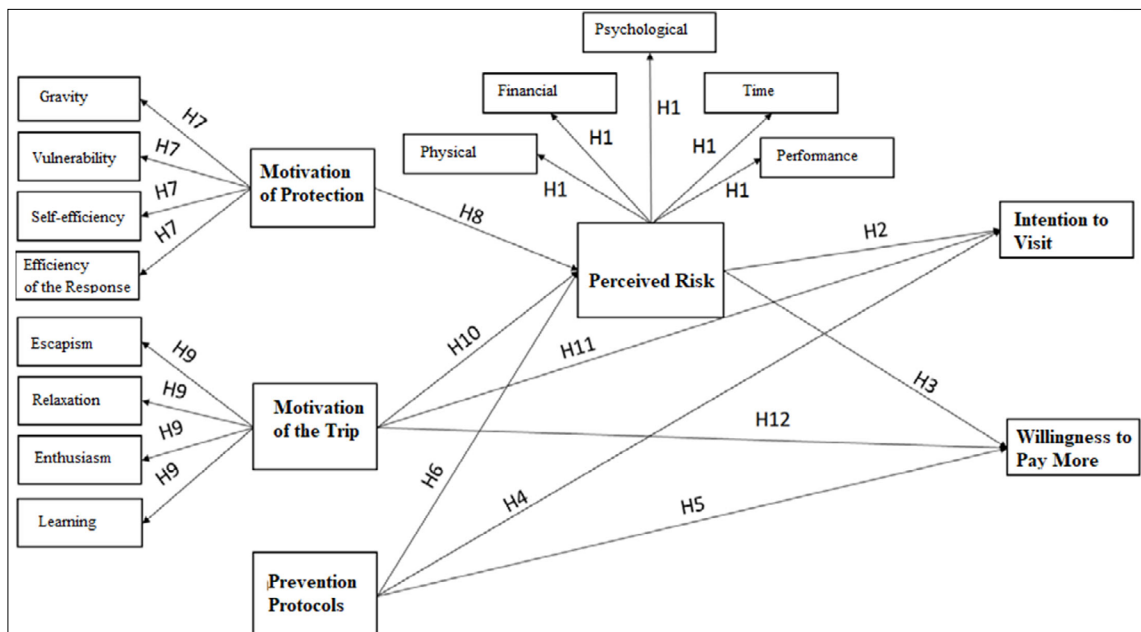 Psychological
Financial
Time
Gravity
H7
H1
H1
H1
Physical
Performance
H1
H1
Vulnerability
H7
Motivation
of Protection
Self-efficiency
H7
H7
H8
Efficiency
of the Response
Perceived Risk
H2
Intention to
Visit
Escapism
H9
H10
H11
Relaxation
H9
H3
Motivation
of the Trip
H12
Enthusiasm
H9
Willingness to
Pay More
Learning
H9
H6
H4
H5
Prevention
Protocols